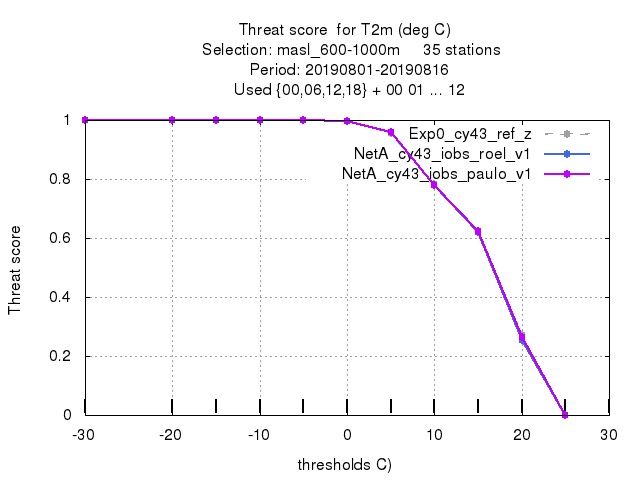 Threat score for T2m (deg C)
Selection: masl_600-1000m 35 stations
Period: 20190801-20190816
Used {00,06,12,18} + 00 01 ... 12
Exp0_cy43_ref_z
NetA_cy43_iobs_roel_v1
NetA_cy43_iobs_paulo_v1
1
0.8
0.6
0.4
0.2
0
Threat score
-30 -20 -10 0 10 20 30
thresholds C)